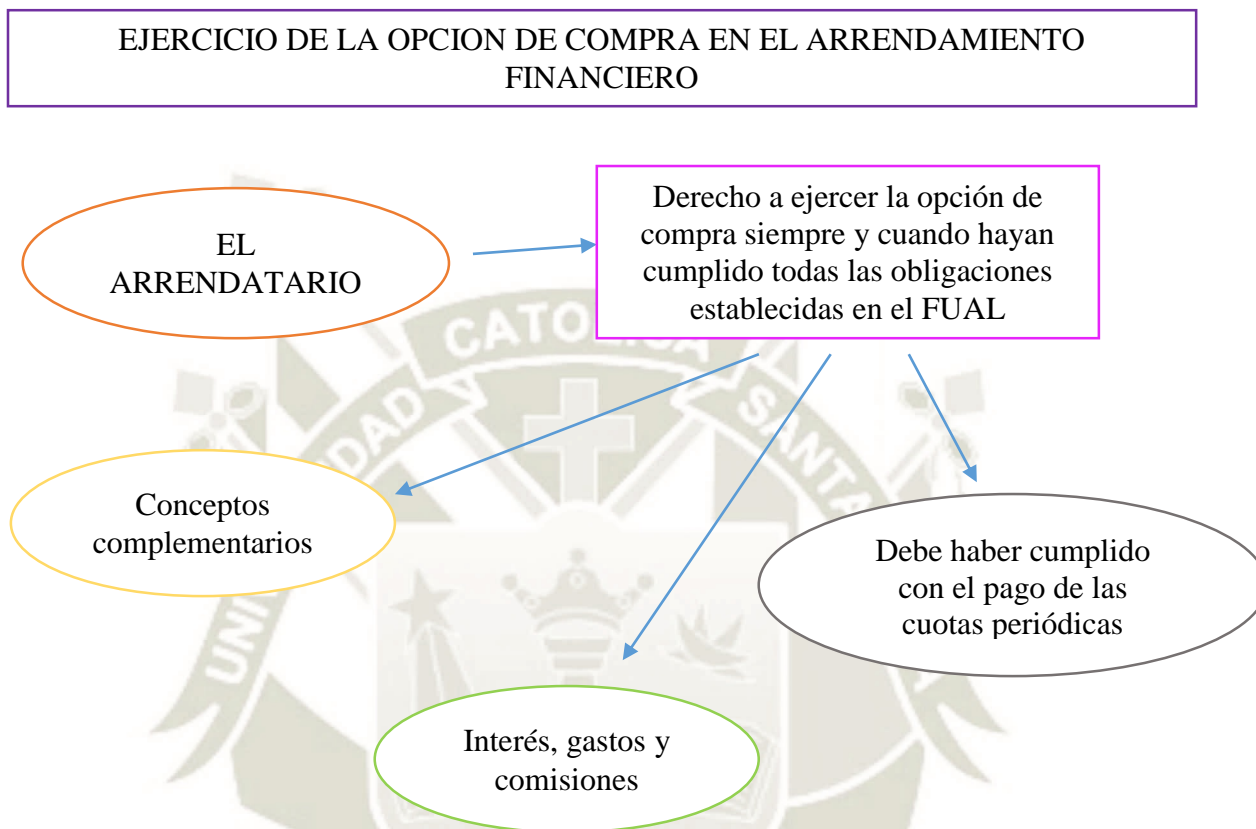 EJERCICIO DE LA OPCION DE COMPRA EN EL ARRENDAMIENTO
FINANCIERO
EL
ARRENDATARIO
Derecho a ejercer la opción de
compra siempre y cuando hayan
cumplido todas las obligaciones
establecidas en el FUAL
Conceptos
complementarios
Debe haber cumplido
con el pago de las
cuotas periódicas
Interés, gastos y
comisiones
CATOLICA
SANTA